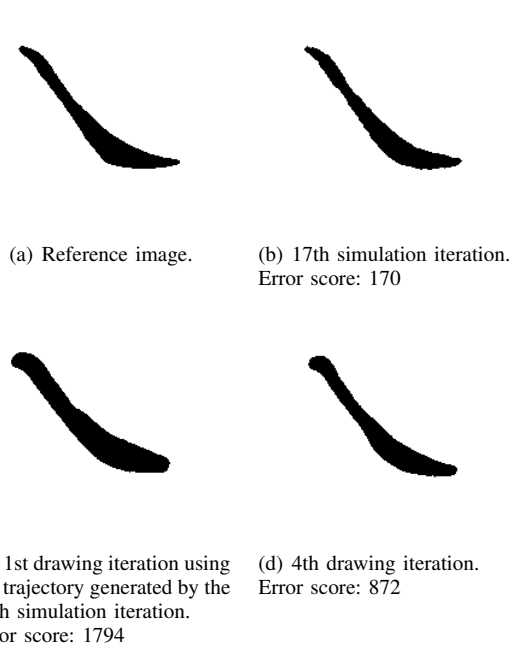 (a) Reference image.
(b) 17th simulation iteration.
Error score: 170
1st drawing iteration using
trajectory generated by the
simulation iteration.
score: 1794
(d) 4th drawing iteration.
Error score: 872